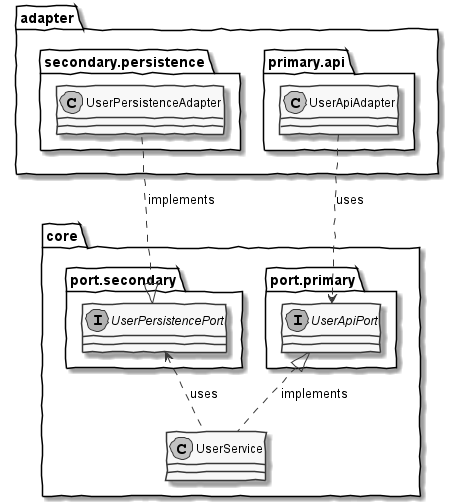 adapter
secondary.persistence
primary.api
C UserPersistenceAdapter
C UserApiAdapter
implements
uses
core
port.secondary
port.primary
I UserPersistencePort
I UserApiPort
uses
implements
C UserService